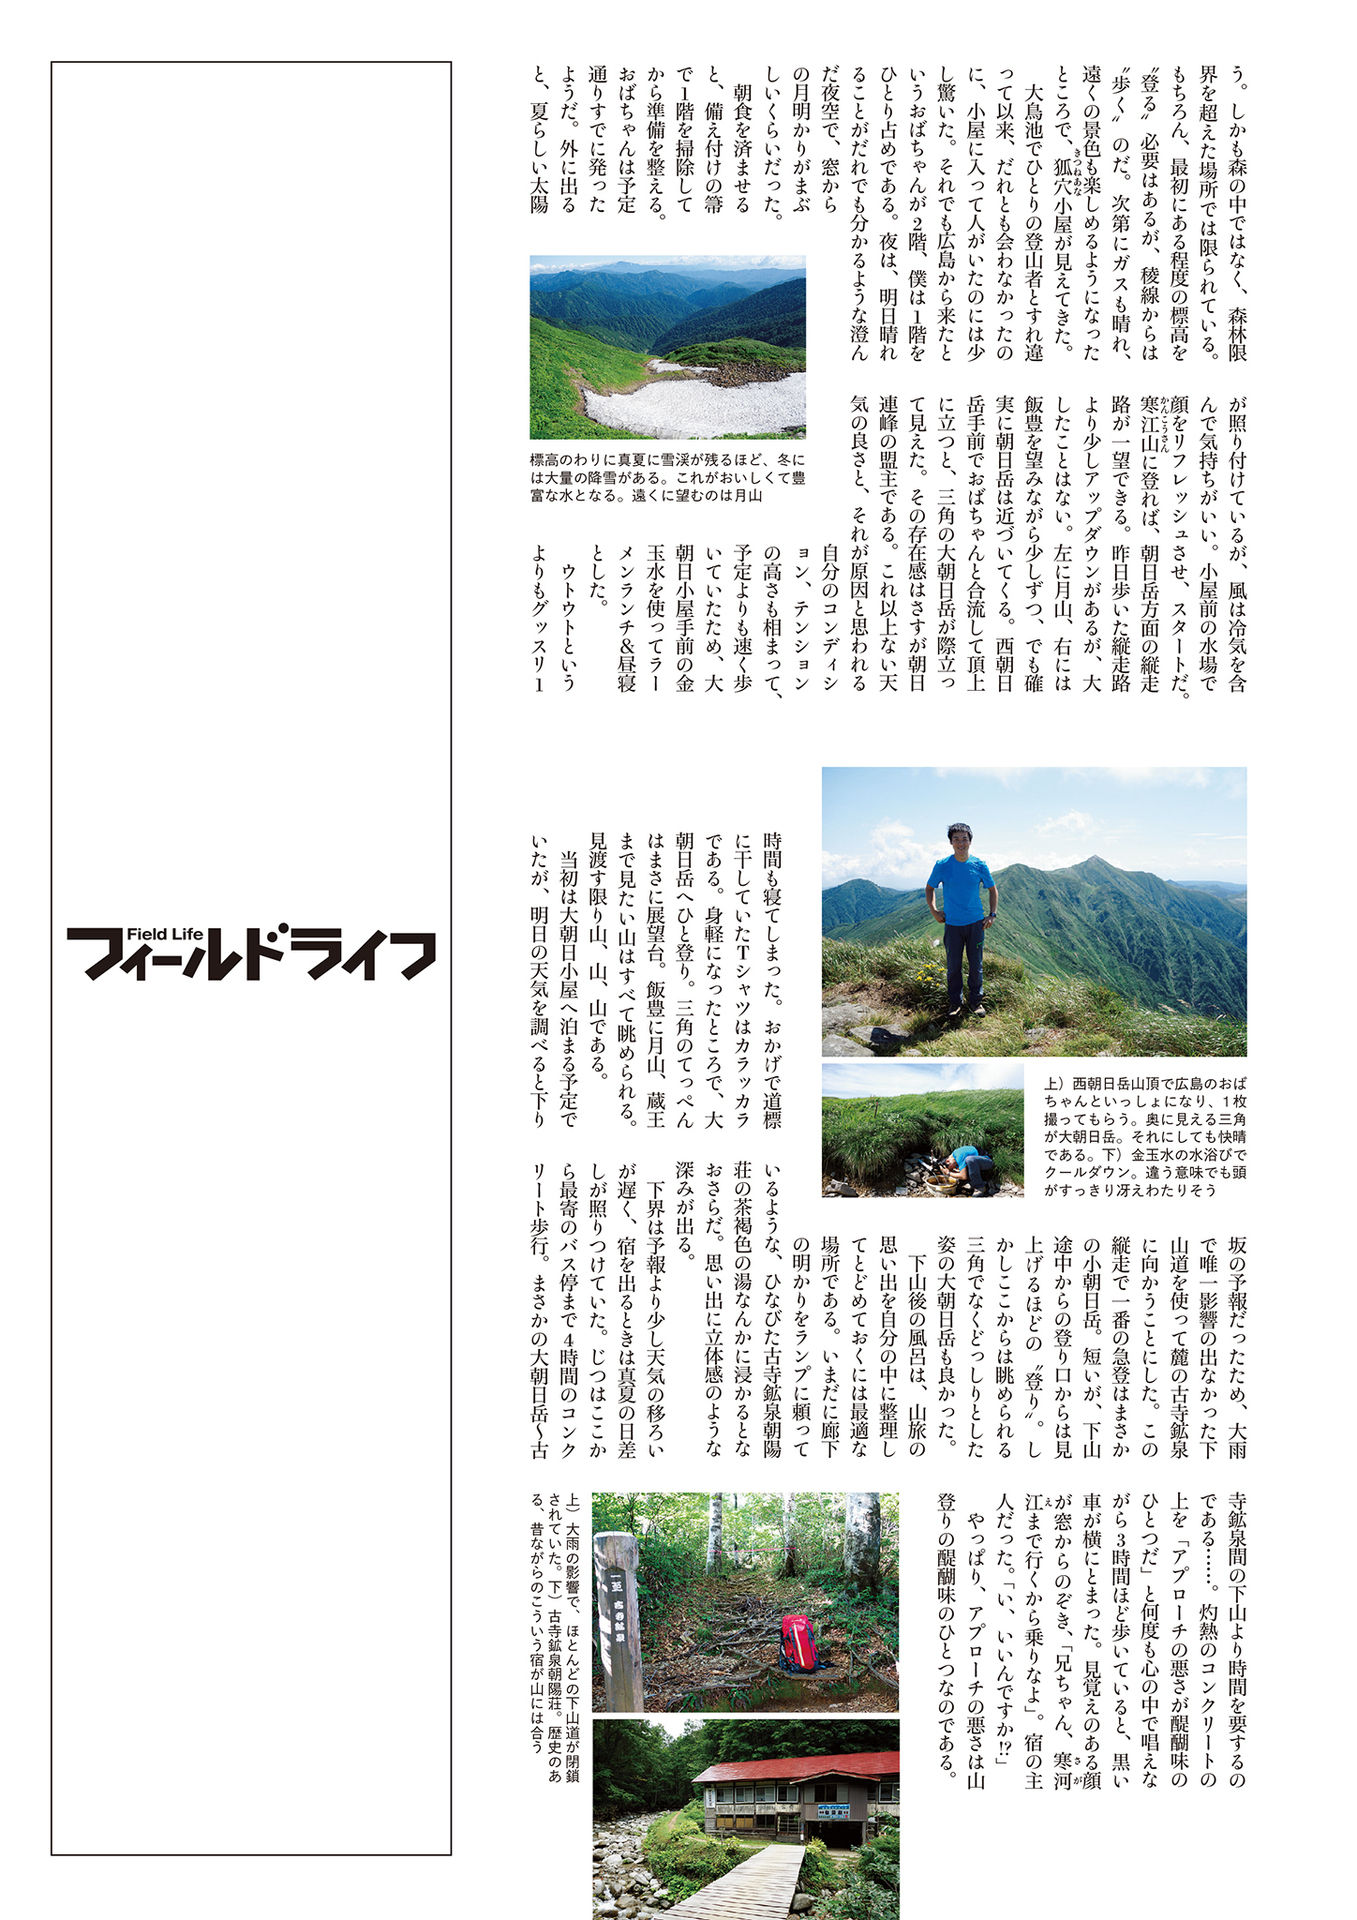 う。しかも森の中ではなく、森林限
界を超えた場所では限られている。
もちろん、最初にある程度の標高を
〝登る〟必要はあるが、稜線からは
〝歩く〟のだ。次第にガスも晴れ、
遠くの景色も楽しめるようになった
ところで、狐穴小屋が見えてきた。
きつねあな
　大鳥池でひとりの登山者とすれ違
って以来、だれとも会わなかったの
に、小屋に入って人がいたのには少
し驚いた。それでも広島から来たと
いうおばちゃんが2階、僕は1階を
ひとり占めである。夜は、明日晴れ
ることがだれでも分かるような澄ん
だ夜空で、窓から
の月明かりがまぶ
しいくらいだった。
　朝食を済ませる
と、備え付けの箒
で1階を掃除して
から準備を整える。
おばちゃんは予定
通りすでに発った
ようだ。外に出る
と、夏らしい太陽
標高のわりに真夏に雪渓が残るほど、冬に
は大量の降雪がある。これがおいしくて豊
富な水となる。遠くに望むのは月山
が照り付けているが、風は冷気を含
んで気持ちがいい。小屋前の水場で
顔をリフレッシュさせ、スタートだ。
寒江山に登れば、朝日岳方面の縦走
かんこうさん
路が一望できる。昨日歩いた縦走路
より少しアップダウンがあるが、大
したことはない。左に月山、右には
飯豊を望みながら少しずつ、でも確
実に朝日岳は近づいてくる。西朝日
岳手前でおばちゃんと合流して頂上
に立つと、三角の大朝日岳が際立っ
て見えた。その存在感はさすが朝日
連峰の盟主である。これ以上ない天
気の良さと、それが原因と思われる
自分のコンディシ
ョン、テンション
の高さも相まって、
予定よりも速く歩
いていたため、大
朝日小屋手前の金
玉水を使ってラー
メンランチ&昼寝
とした。
　ウトウトという
よりもグッスリ1
上）西朝日岳山頂で広島のおば
ちゃんといっしょになり、1枚
撮ってもらう。奥に見える三角
が大朝日岳。それにしても快晴
である。下）金玉水の水浴びで
クールダウン。違う意味でも頭
がすっきり冴えわたりそう
時間も寝てしまった。おかげで道標
に干していたTシャツはカラッカラ
である。身軽になったところで、大
朝日岳へひと登り。三角のてっぺん
はまさに展望台。飯豊に月山、蔵王
まで見たい山はすべて眺められる。
見渡す限り山、山、山である。
　当初は大朝日小屋へ泊まる予定で
いたが、明日の天気を調べると下り
坂の予報だったため、大雨
で唯一影響の出なかった下
山道を使って麓の古寺鉱泉
に向かうことにした。この
縦走で一番の急登はまさか
の小朝日岳。短いが、下山
途中からの登り口からは見
上げるほどの〝登り〟。し
かしここからは眺められる
三角でなくどっしりとした
姿の大朝日岳も良かった。
　下山後の風呂は、山旅の
思い出を自分の中に整理し
てとどめておくには最適な
場所である。いまだに廊下
の明かりをランプに頼って
いるような、ひなびた古寺鉱泉朝陽
荘の茶褐色の湯なんかに浸かるとな
おさらだ。思い出に立体感のような
深みが出る。
　下界は予報より少し天気の移ろい
が遅く、宿を出るときは真夏の日差
しが照りつけていた。じつはここか
ら最寄のバス停まで4時間のコンク
リート歩行。まさかの大朝日岳〜古
寺鉱泉間の下山より時間を要するの
である……。灼熱のコンクリートの
上を「アプローチの悪さが醍醐味の
ひとつだ」と何度も心の中で唱えな
がら3時間ほど歩いていると、黒い
車が横にとまった。見覚えのある顔
が窓からのぞき、「兄ちゃん、寒河
さが
江まで行くから乗りなよ」。宿の主
え
人だった。「い、いいんですか!?」
　やっぱり、アプローチの悪さは山
登りの醍醐味のひとつなのである。
一至 古寺鉱泉
上）大雨の影響で、ほとんどの下山道が閉鎖
されていた。下）古寺鉱泉朝陽荘。歴史のあ
る、昔ながらのこういう宿が山には合う
Field Life
フィールドライフ